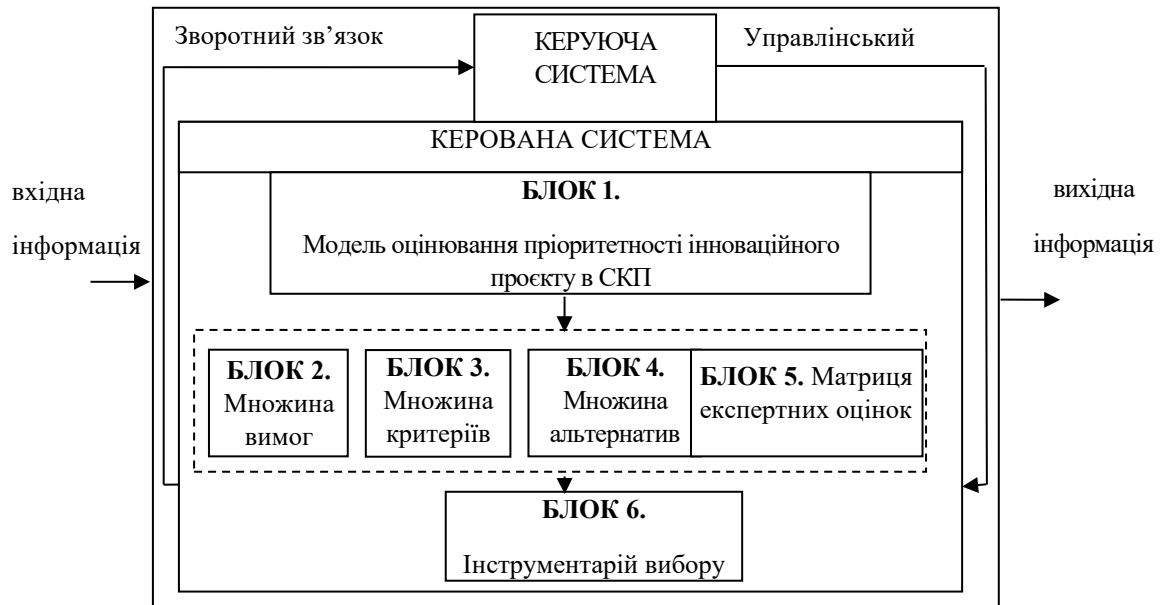 Зворотний зв’язок
КЕРУЮЧА
СИСТЕМА
Управлінський
КЕРОВАНА СИСТЕМА
вхідна
інформація
БЛОК 1.
Модель оцінювання пріоритетності інноваційного
проєкту в СКП
вихідна
інформація
БЛОК 2.
Множина
вимог
БЛОК 3.
Множина
критеріїв
БЛОК 4.
Множина
альтернатив
БЛОК 5. Матриця
експертних оцінок
БЛОК 6.
Інструментарій вибору